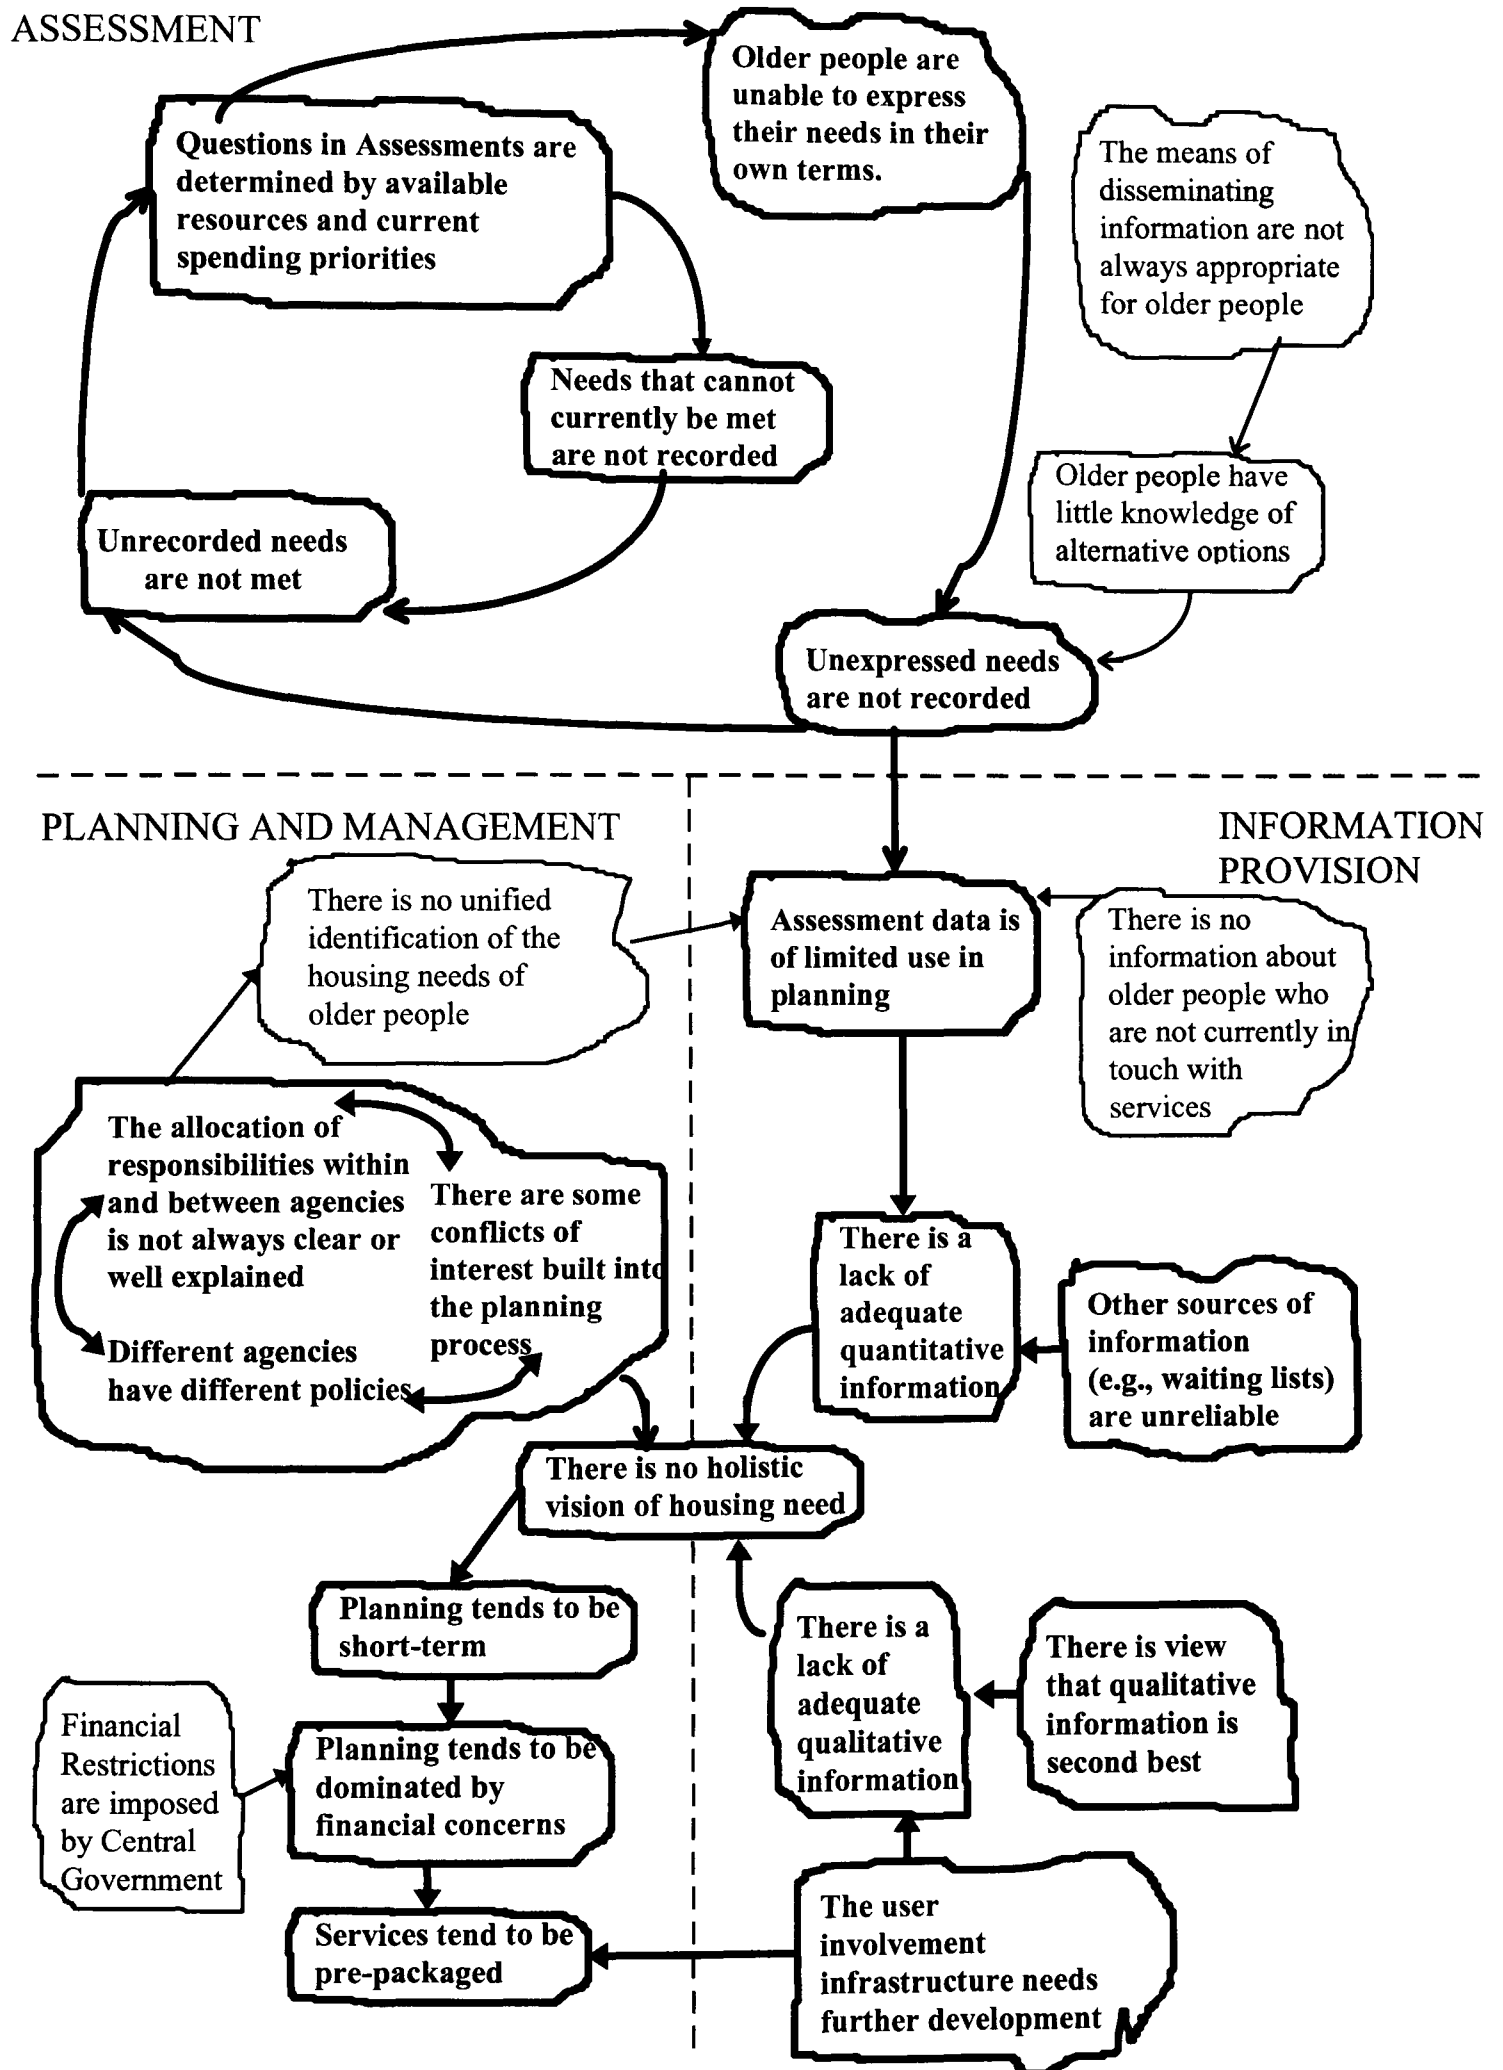 ASSESSMENT
Older people are
unable to express
their needs in their
own terms.
Questions in Assessments are
determined by available
resources and current
spending priorities
The means of
disseminating
information are not
always appropriate
for older people
Needs that cannot
currently be met
are not recorded
Older people have
little knowledge of
alternative options
Unrecorded needs
are not met
Unexpressed needs
are not recorded
PLANNING AND MANAGEMENT
INFORMATION
PROVISION
There is no unified
identification of the
housing needs of
older people
Assessment data is
of limited use in
planning
There is no
information about
older people who
are not currently in
touch with
services
The allocation of
responsibilities within
and between agencies
is not always clear or
well explained
There are some
conflicts of
interest built into
the planning
process
Different agencies
have different policies
There is a
lack of
adequate
quantitative
information
Other sources of
information
(e.g., waiting lists)
are unreliable
There is no holistic
vision of housing need
Planning tends to be
short-term
There is a
lack of
adequate
qualitative
information
There is view
that qualitative
information is
second best
Financial
Restrictions
are imposed
by Central
Government
Planning tends to be
dominated by
financial concerns
Services tend to be
pre-packaged
The user
involvement
infrastructure needs
further development